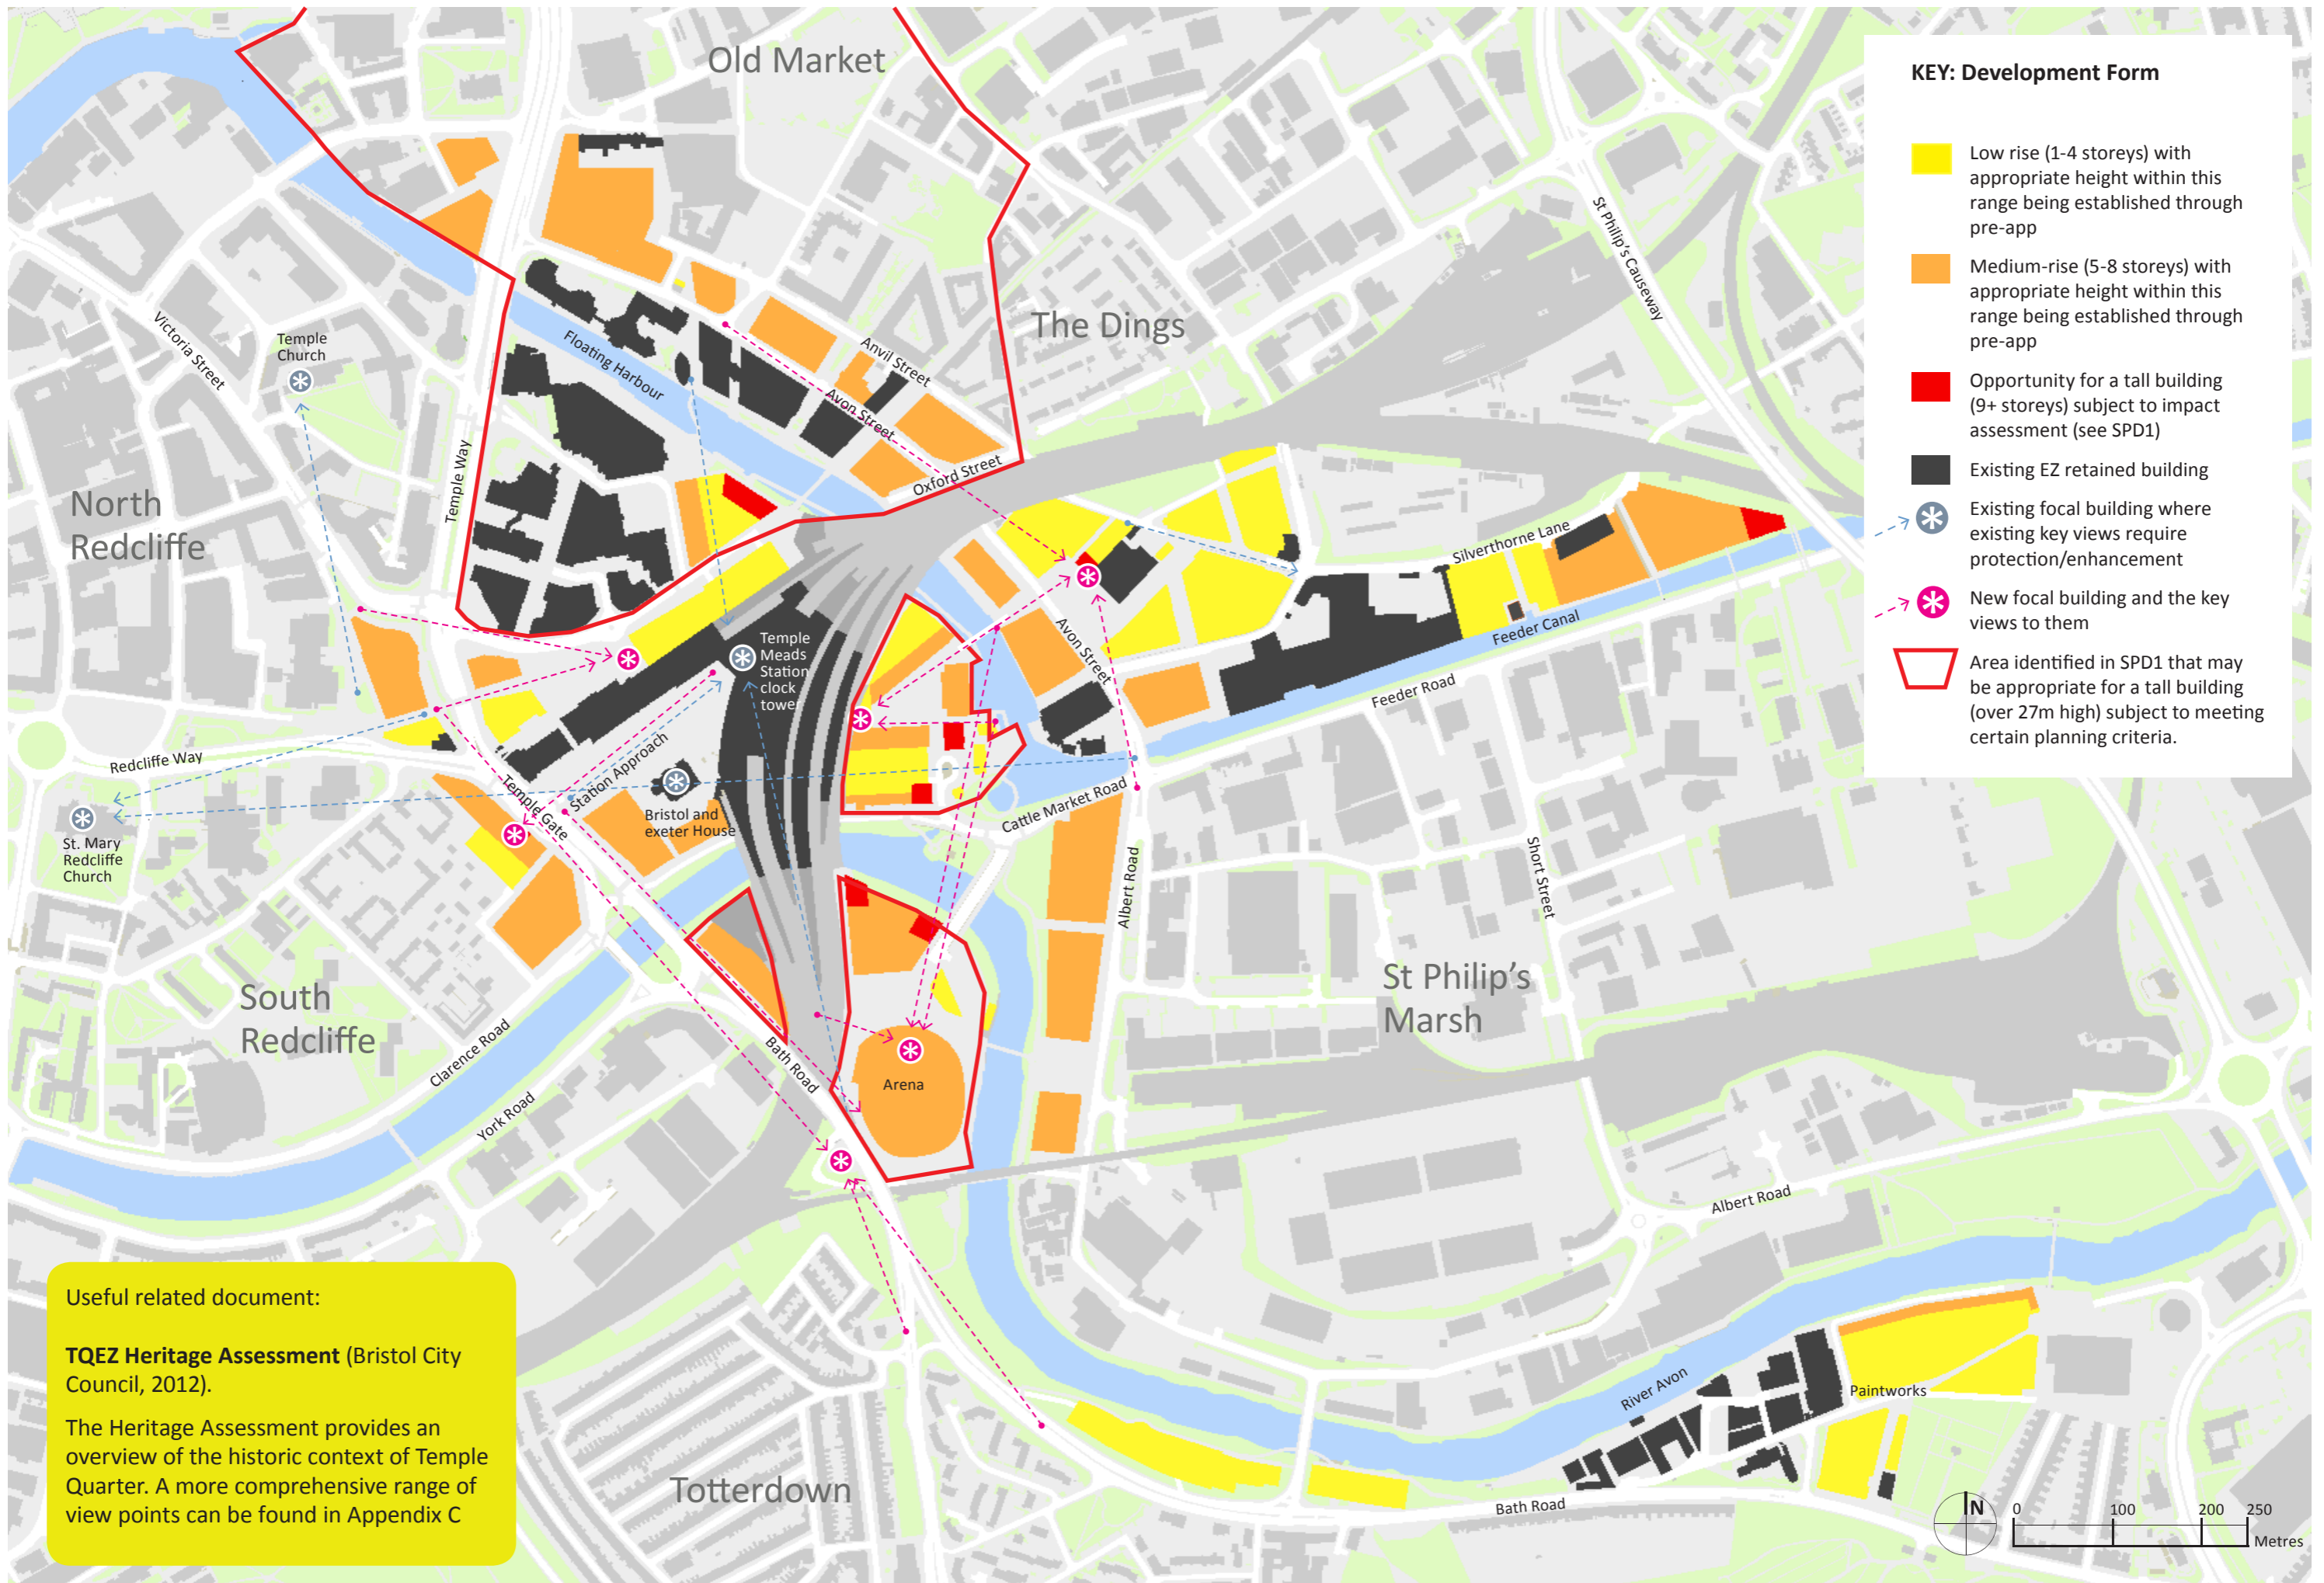 Old Market
The Dings
North
Redcliffe
South
Redcliffe
St Philip's
Marsh
Totterdown
Victoria Street
Temple
Church
Floating Harbour
Anvil Street
Avon Street
Oxford Street
Temple Way
St Philip's Causeway
Silverthorne Lane
Feeder Canal
Feeder Road
Avon Street
Temple
Meads
Station
clock
tower
Redcliffe Way
Station Approach
Temple Gate
Bristol and
exeter House
Cattle Market Road
St. Mary
Redcliffe
Church
Albert Road
Short Street
Clarence Road
York Road
Bath Road
Arena
Albert Road
River Avon
Paintworks
Bath Road
KEY: Development Form
Low rise (1-4 storeys) with
appropriate height within this
range being established through
pre-app
Medium-rise (5-8 storeys) with
appropriate height within this
range being established through
pre-app
Opportunity for a tall building
(9+ storeys) subject to impact
assessment (see SPD1)
Existing EZ retained building
Existing focal building where
existing key views require
protection/enhancement
New focal building and the key
views to them
Area identified in SPD1 that may
be appropriate for a tall building
(over 27m high) subject to meeting
certain planning criteria.
Useful related document:
TQEZ Heritage Assessment (Bristol City
Council, 2012).
The Heritage Assessment provides an
overview of the historic context of Temple
Quarter. A more comprehensive range of
view points can be found in Appendix C
N
0 100 200 250
Metres